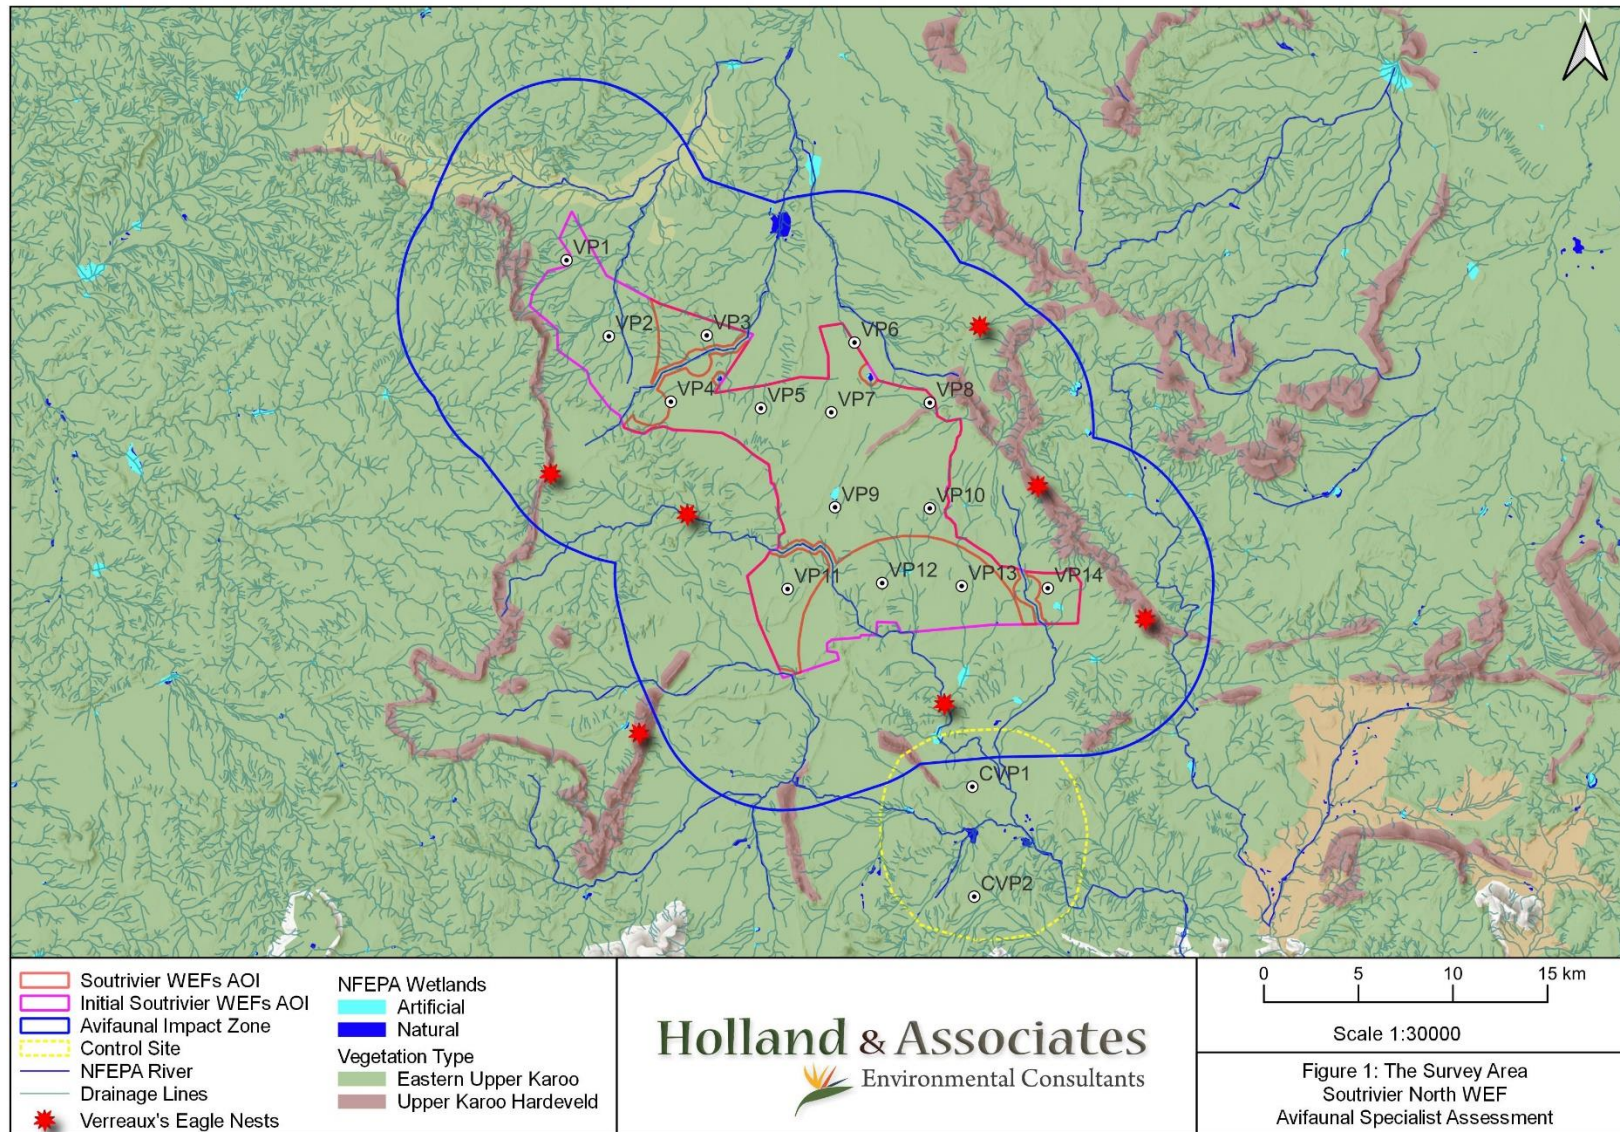 N
VP1
VP2
VP3
VP6
VP4
VP5
VP7
VP8
VP9
VP10
VP11
VP12
VP13
VP14
CVP1
CVP2
Soutrivier WEFs AOI
Initial Soutrivier WEFs AOI
Avifaunal Impact Zone
Control Site
NFEPA River
Drainage Lines
Verreaux's Eagle Nests
NFEPA Wetlands
Artificial
Natural
Vegetation Type
Eastern Upper Karoo
Upper Karoo Hardeveld
Holland & Associates
Environmental Consultants
0 5 10 15 km
Scale 1:30000
Figure 1: The Survey Area
Soutrivier North WEF
Avifaunal Specialist Assessment